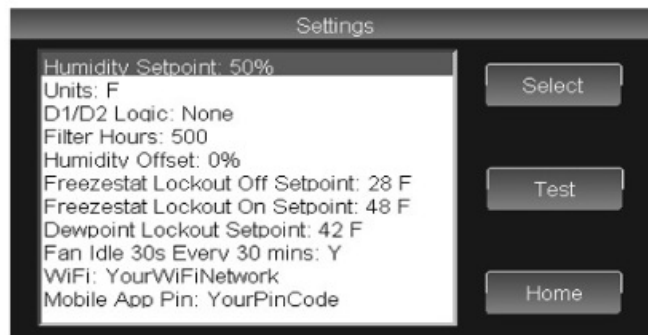 Settings
Humidity Setpoint: 50%
Units: F
D1/D2 Logic: None
Filter Hours: 500
Humidity Offset: 0%
Freezestat Lockout Off Setpoint: 28 F
Freezestat Lockout On Setpoint: 48 F
Dewpoint Lockout Setpoint: 42 F
Fan Idle 30s Every 30 mins: Y
WiFi: YourWiFiNetwork
Mobile App Pin: YourPinCode
Select
Test
Home